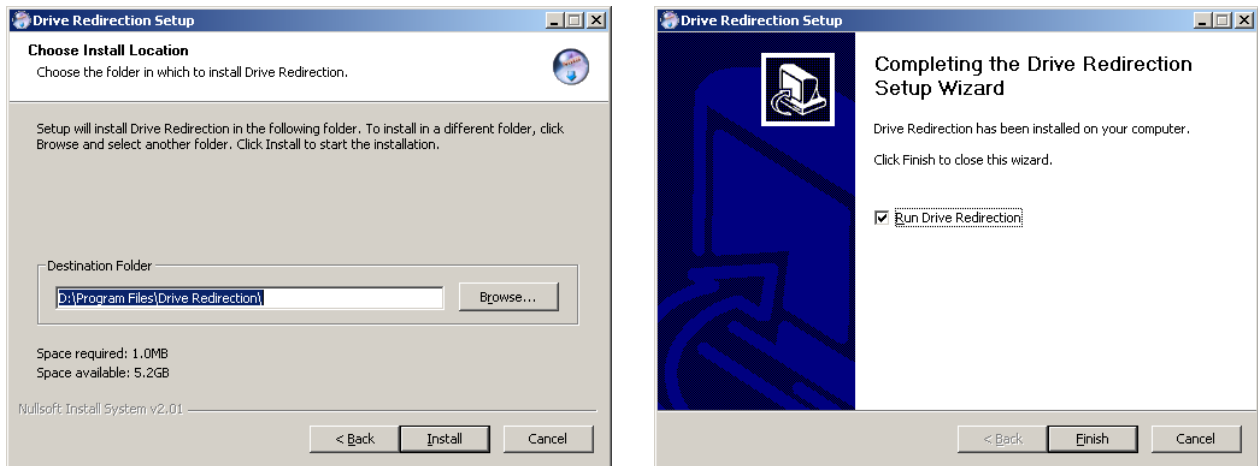 Drive Redirection Setup
Choose Install Location
Choose the folder in which to install Drive Redirection.
Setup will install Drive Redirection in the following folder. To install in a different folder, click
Browse and select another folder. Click Install to start the installation.
Destination Folder
D:\Program Files\Drive Redirection\
Browse...
Space required: 1.0MB
Space available: 5.2GB
Nullsoft Install System v2.01
< Back
Install
Cancel
Drive Redirection Setup
Completing the Drive Redirection
Setup Wizard
Drive Redirection has been installed on your computer.
Click Finish to close this wizard.
Run Drive Redirection
< Back
Finish
Cancel